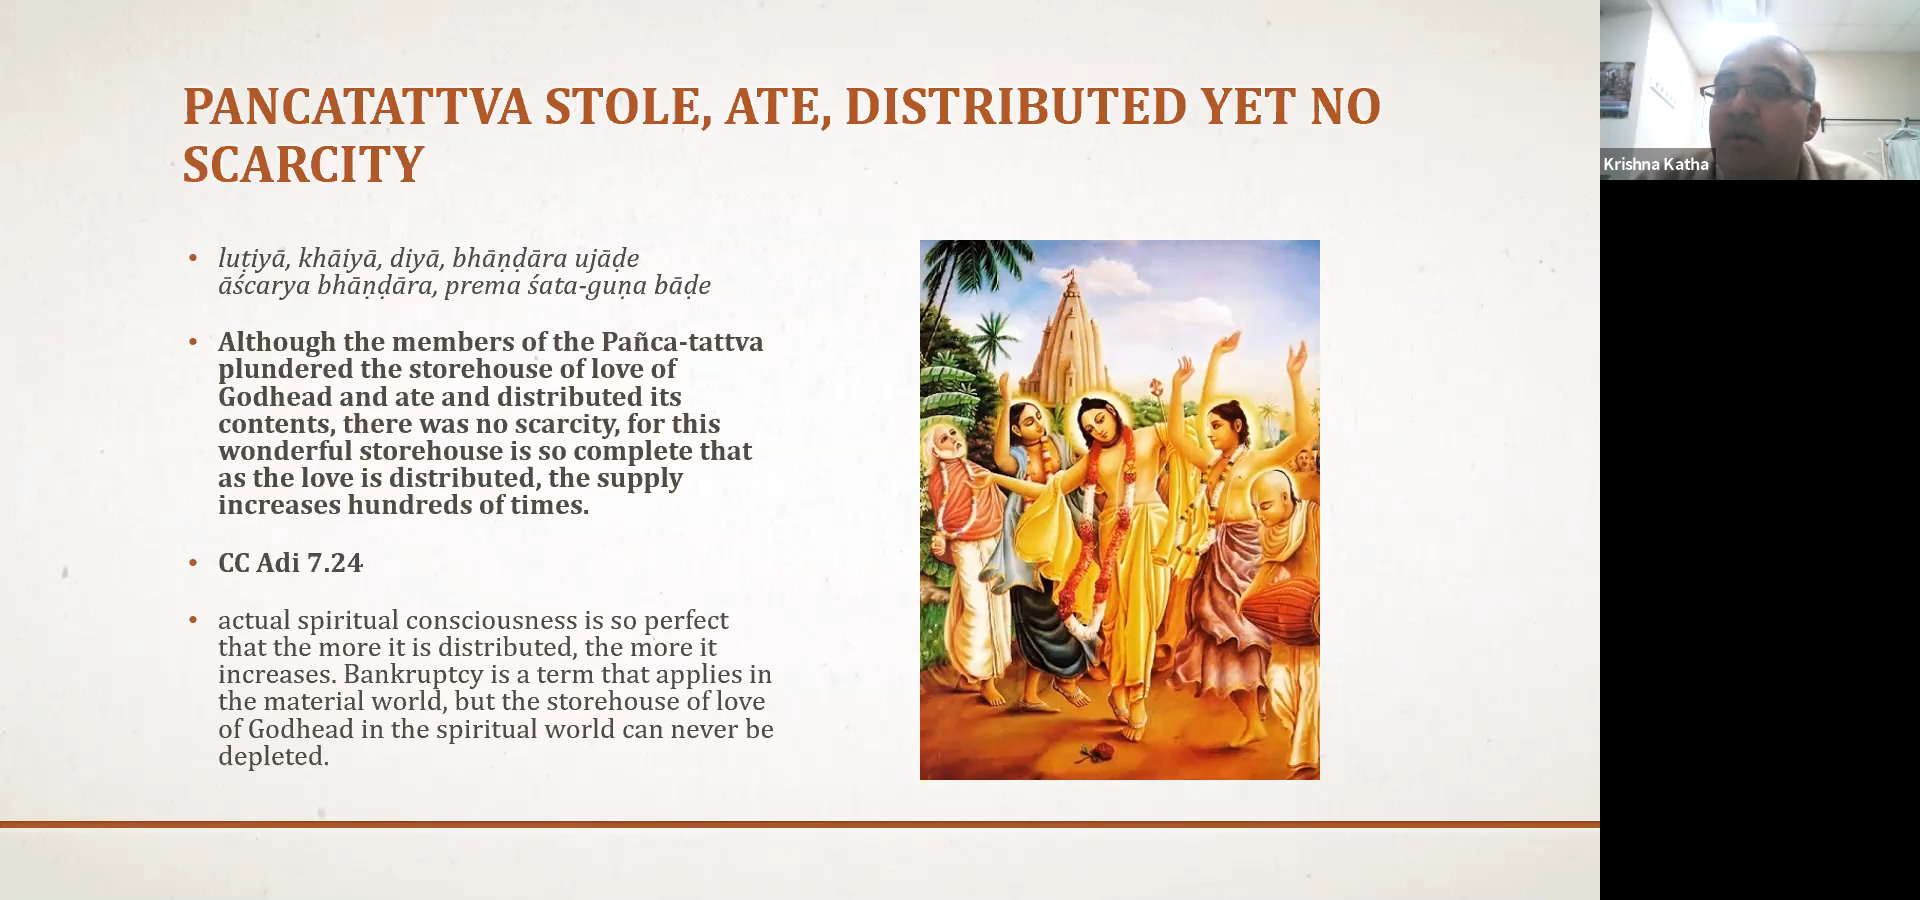 PANCATATTVA STOLE, ATE, DISTRIBUTED YET NO
SCARCITY
• luṭiyā, khāiyā, diyā, bhāṇḍāra ujāḍe
āścarya bhāṇḍāra, prema śata-guṇa bāḍe
• Although the members of the Pañca-tattva
plundered the storehouse of love of
Godhead and ate and distributed its
contents, there was no scarcity, for this
wonderful storehouse is so complete that
as the love is distributed, the supply
increases hundreds of times.
• CC Adi 7.24
• actual spiritual consciousness is so perfect
that the more it is distributed, the more it
increases. Bankruptcy is a term that applies in
the material world, but the storehouse of love
of Godhead in the spiritual world can never be
depleted.
Krishna Katha